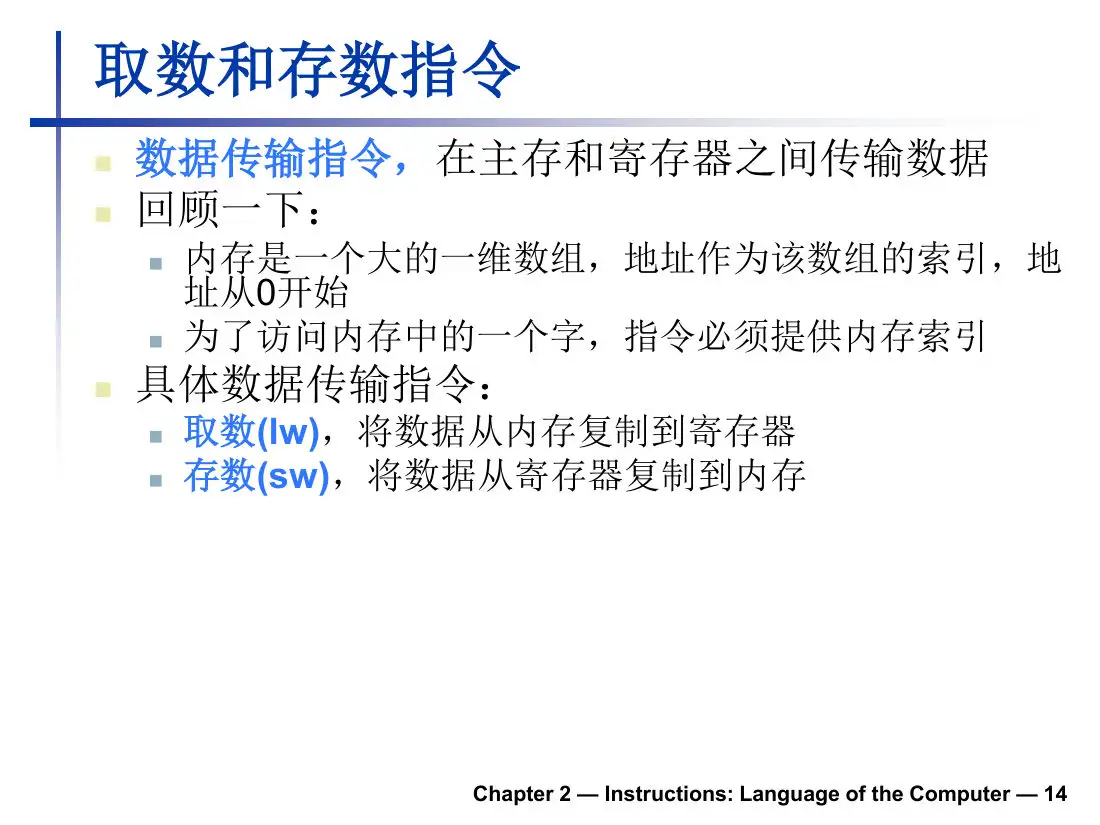 取数和存数指令
数据传输指令，在主存和寄存器之间传输数据
回顾一下：
内存是一个大的一维数组，地址作为该数组的索引，地
址从0开始
为了访问内存中的一个字，指令必须提供内存索引
具体数据传输指令：
取数(lw)，将数据从内存复制到寄存器
存数(sw)，将数据从寄存器复制到内存
Chapter 2 — Instructions: Language of the Computer — 14